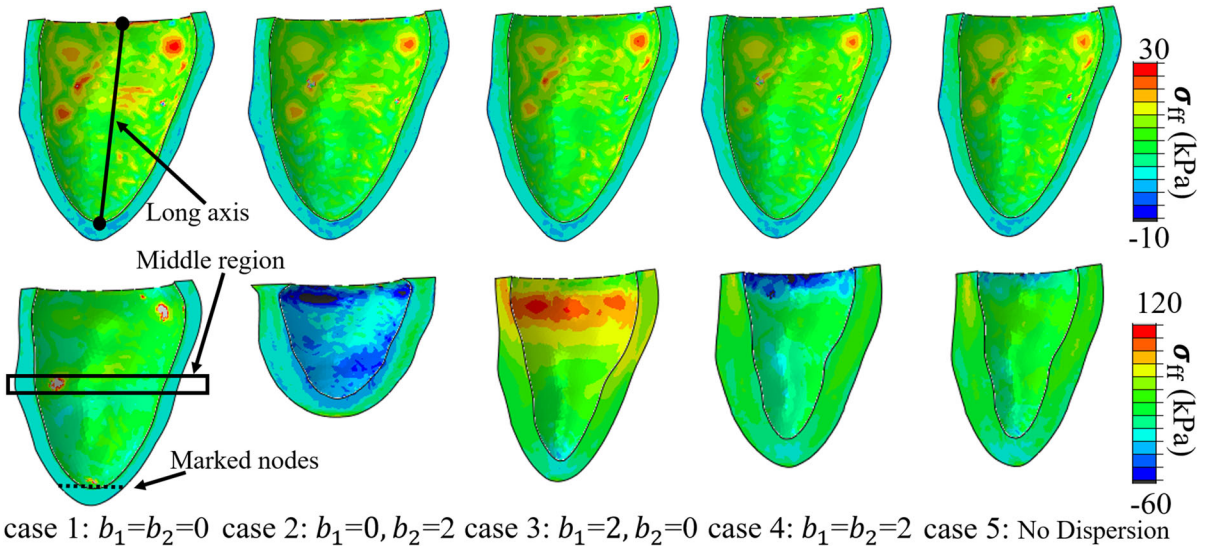 30
σff (kPa)
-10
Long axis
Middle region
120
σff (kPa)
-60
Marked nodes
case 1: b₁=b₂=0 case 2: b₁=0, b₂=2 case 3: b₁=2, b₂=0 case 4: b₁=b₂=2 case 5: No Dispersion